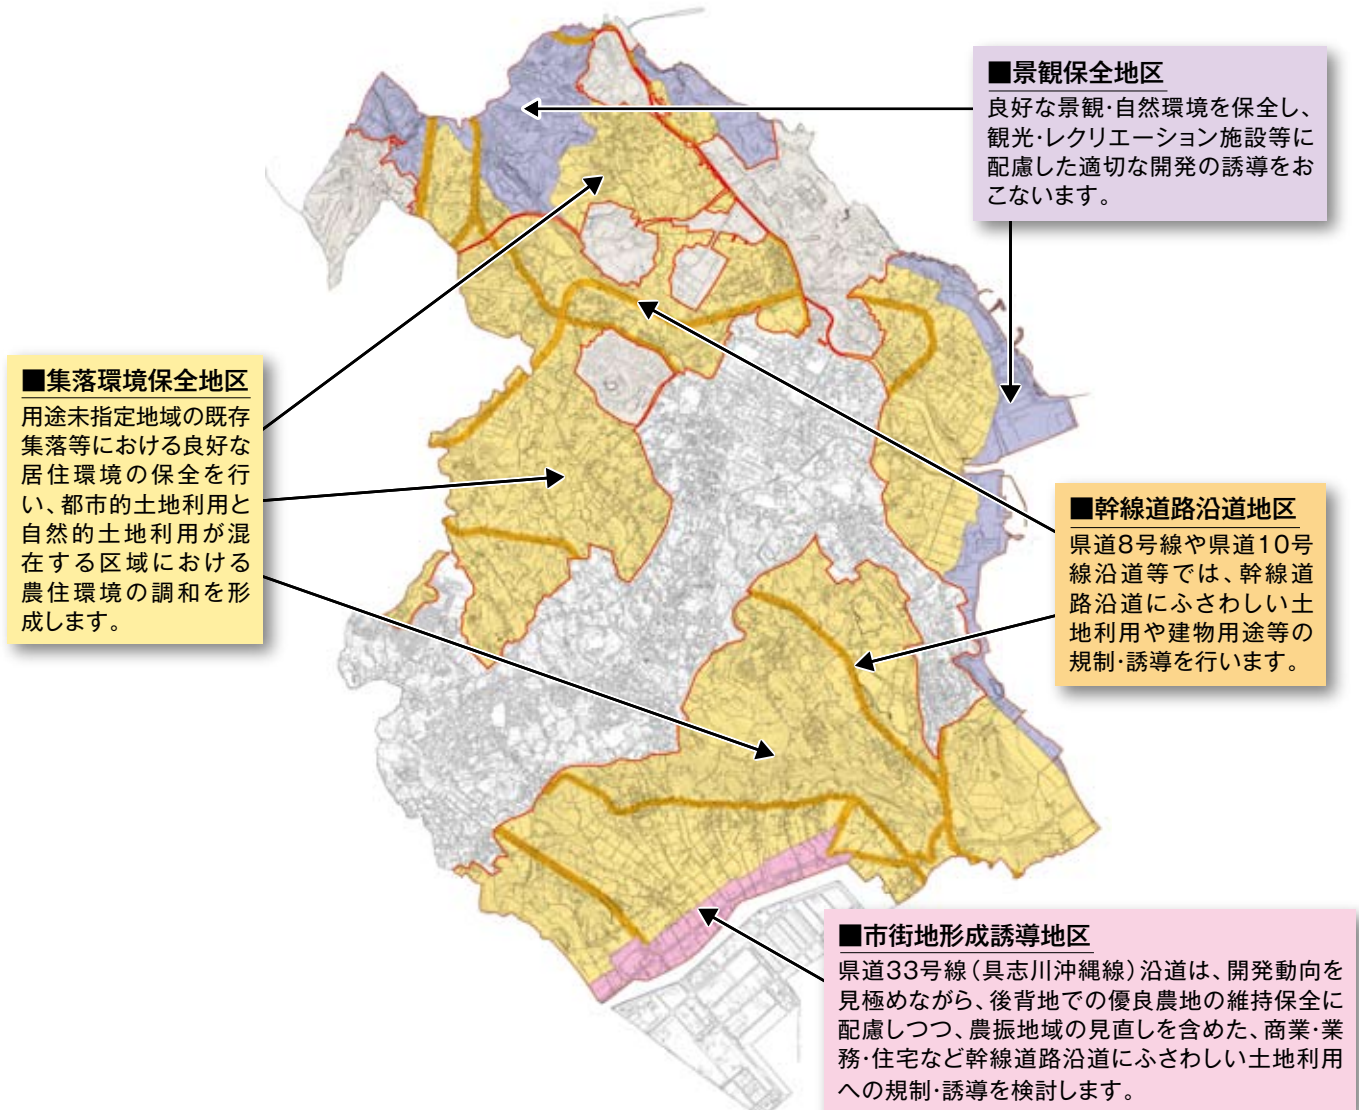 ■景観保全地区
良好な景観・自然環境を保全し、
観光・レクリエーション施設等に
配慮した適切な開発の誘導をお
こないます。
■集落環境保全地区
用途未指定地域の既存
集落等における良好な
居住環境の保全を行
い、都市的土地利用と
自然的土地利用が混
在する区域における
農住環境の調和を形
成します。
■幹線道路沿道地区
県道8号線や県道10号
線沿道等では、幹線道
路沿道にふさわしい土
地利用や建物用途等の
規制・誘導を行います。
■市街地形成誘導地区
県道33号線(具志川沖縄線)沿道は、開発動向を
見極めながら、後背地での優良農地の維持保全に
配慮しつつ、農振地域の見直しを含めた、商業・業
務・住宅など幹線道路沿道にふさわしい土地利用
への規制・誘導を検討します。